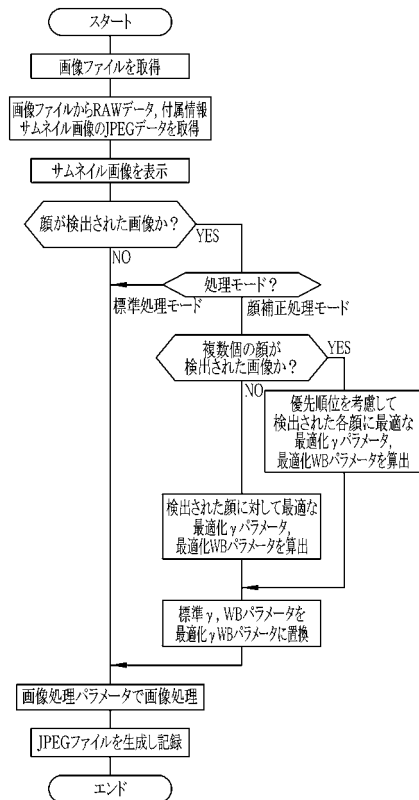 スタート
画像ファイルを取得
画像ファイルからRAWデータ,付属情報
サムネイル画像のJPEGデータを取得
サムネイル画像を表示
顔が検出された画像か?
YES
NO
処理モード?
標準処理モード
顔補正処理モード
複数個の顔が
検出された画像か?
YES
NO
優先順位を考慮して
検出された各顔に最適な
最適化γパラメータ,
最適化WBパラメータを算出
検出された顔に対して最適な
最適化γパラメータ,
最適化WBパラメータを算出
標準γ,WBパラメータを
最適化γWBパラメータに置換
画像処理パラメータで画像処理
JPEGファイルを生成し記録
エンド